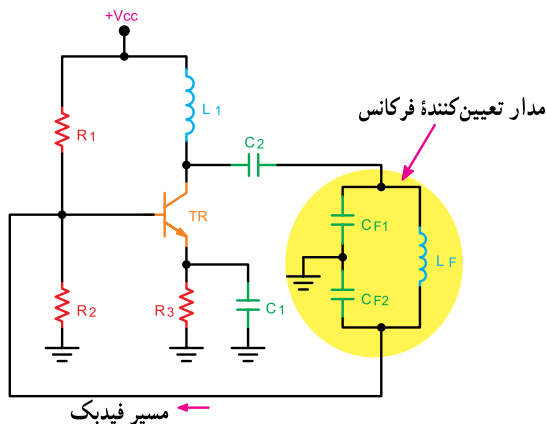 +Vcc
R1
L1
C2
مدار تعیین‌کنندهٔ فرکانس
TR
CF1
LF
CF2
R2
R3
C1
مسیر فیدبک